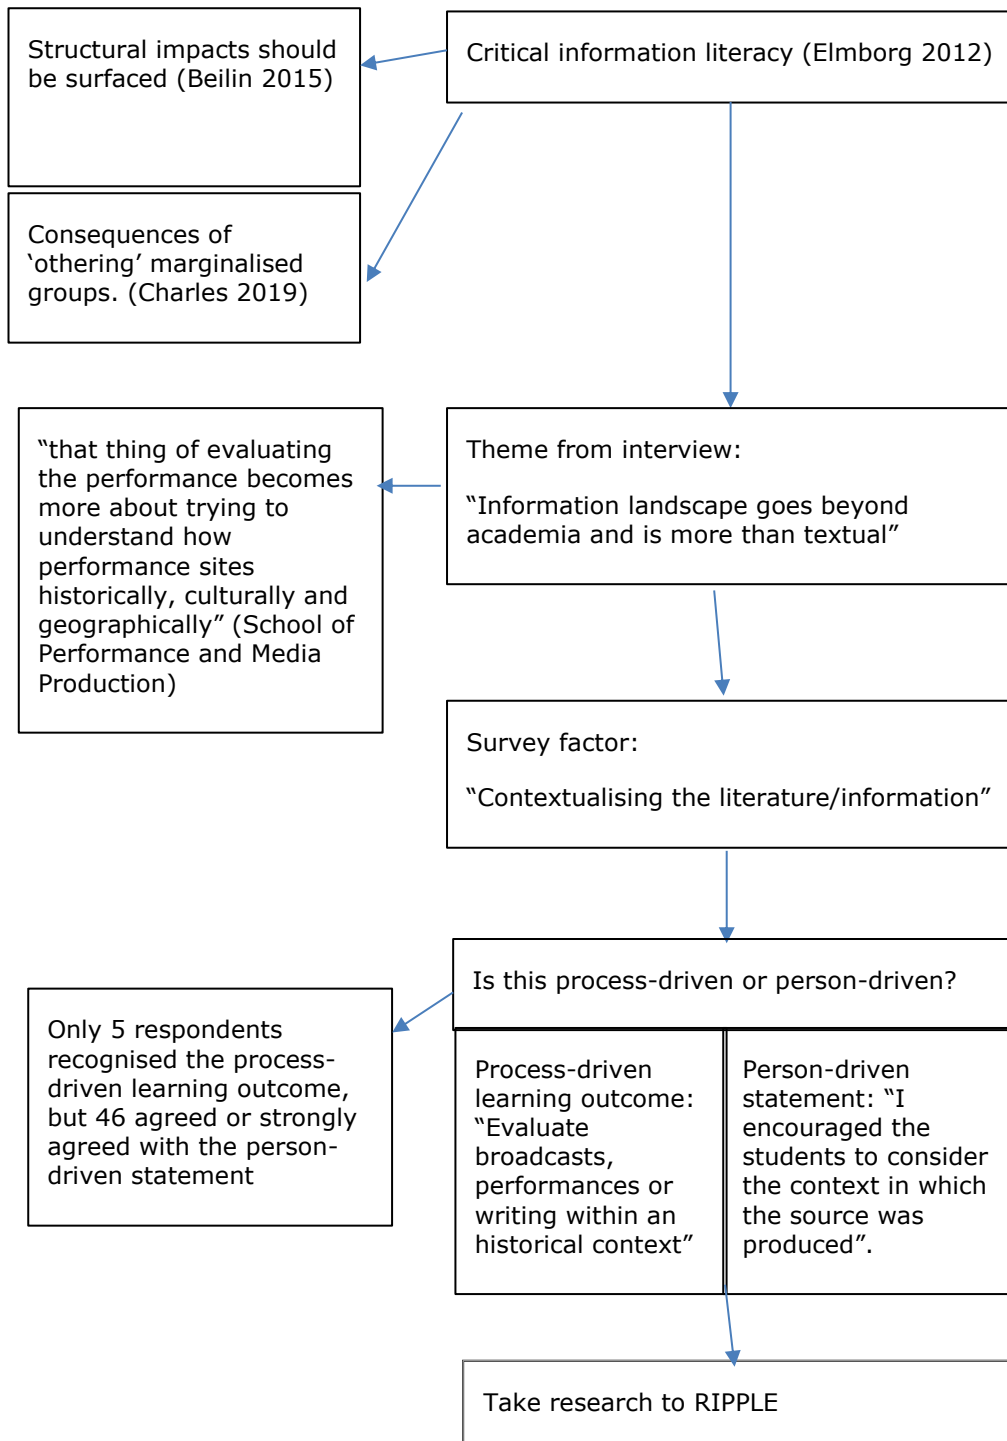 Structural impacts should
be surfaced (Beilin 2015)
Critical information literacy (Elmborg 2012)
Consequences of
‘othering’ marginalised
groups. (Charles 2019)
“that thing of evaluating
the performance becomes
more about trying to
understand how
performance sites
historically, culturally and
geographically” (School of
Performance and Media
Production)
Theme from interview:
“Information landscape goes beyond
academia and is more than textual”
Survey factor:
“Contextualising the literature/information”
Is this process-driven or person-driven?
Only 5 respondents
recognised the process-
driven learning outcome,
but 46 agreed or strongly
agreed with the person-
driven statement
Process-driven
learning outcome:
“Evaluate
broadcasts,
performances or
writing within an
historical context”
Person-driven
statement: “I
encouraged the
students to consider
the context in which
the source was
produced”.
Take research to RIPPLE